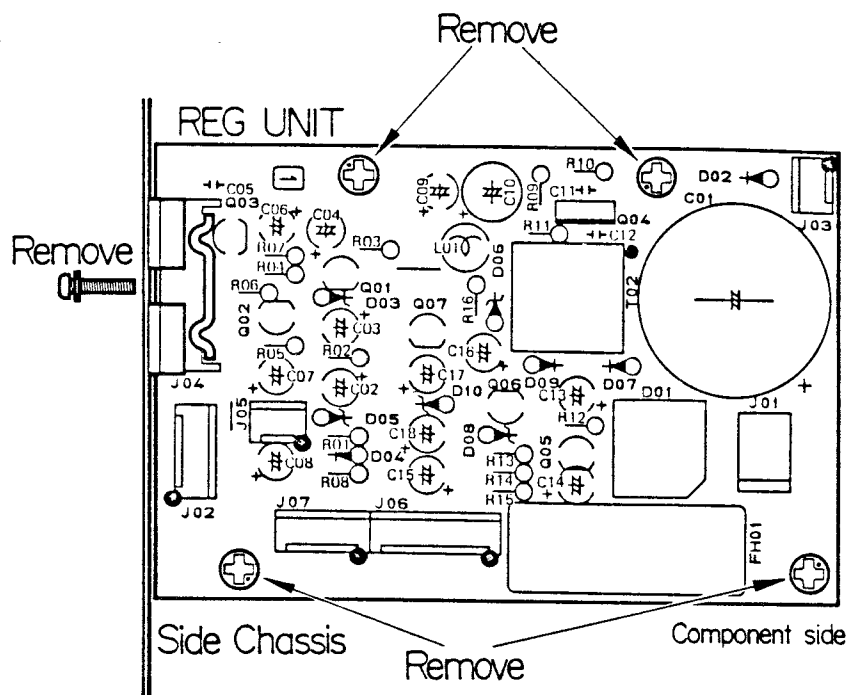 Remove
REG UNIT
1
C05
Q03
C06
C04
C09
C10
R09
R10
C11
Q04
D02
C01
J03
Remove
R07
R04
R03
L01
D06
R11
C12
T02
R06
Q02
Q01
D03
C03
Q07
R16
C16
R05
C07
R02
C02
C17
D10
Q06
D09
D07
C13
D01
J01
J04
J05
D05
R01
D04
R08
C18
C15
D08
R12
Q05
R13
R14
R15
C14
C08
J02
J07
J06
FH01
Side Chassis
Remove
Component side